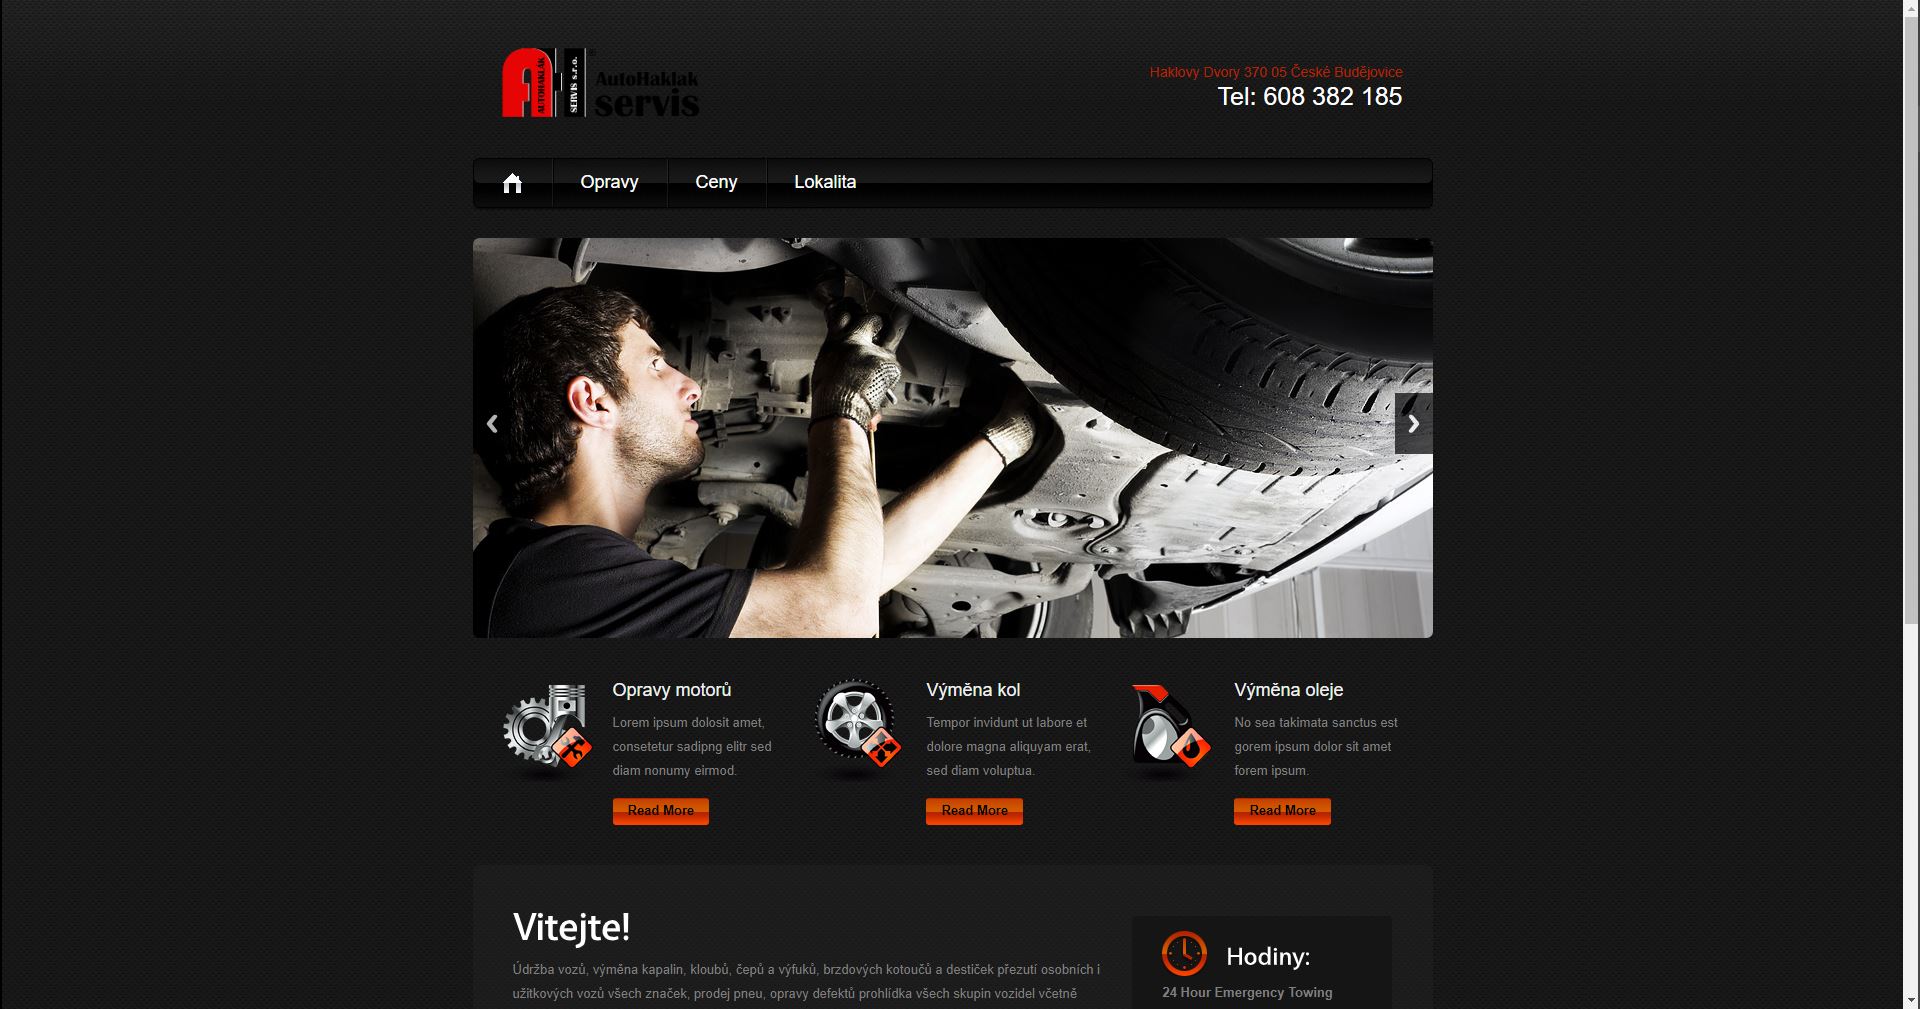 AUTOHAKLAK
SERVIS s.r.o.
®
AutoHaklak
servis
Haklovy Dvory 370 05 České Budějovice
Tel: 608 382 185
Opravy
Ceny
Lokalita
Opravy motorů
Lorem ipsum dolosit amet,
consetetur sadipng elitr sed
diam nonumy eirmod.
Read More
Výměna kol
Tempor invidunt ut labore et
dolore magna aliquyam erat,
sed diam voluptua.
Read More
Výměna oleje
No sea takimata sanctus est
gorem ipsum dolor sit amet
forem ipsum.
Read More
Vitejte!
Údržba vozů, výměna kapalin, kloubů, čepů a výfuků, brzdových kotoučů a destiček přezutí osobních i
užitkových vozů všech značek, prodej pneu, opravy defektů prohlídka všech skupin vozidel včetně
Hodiny:
24 Hour Emergency Towing